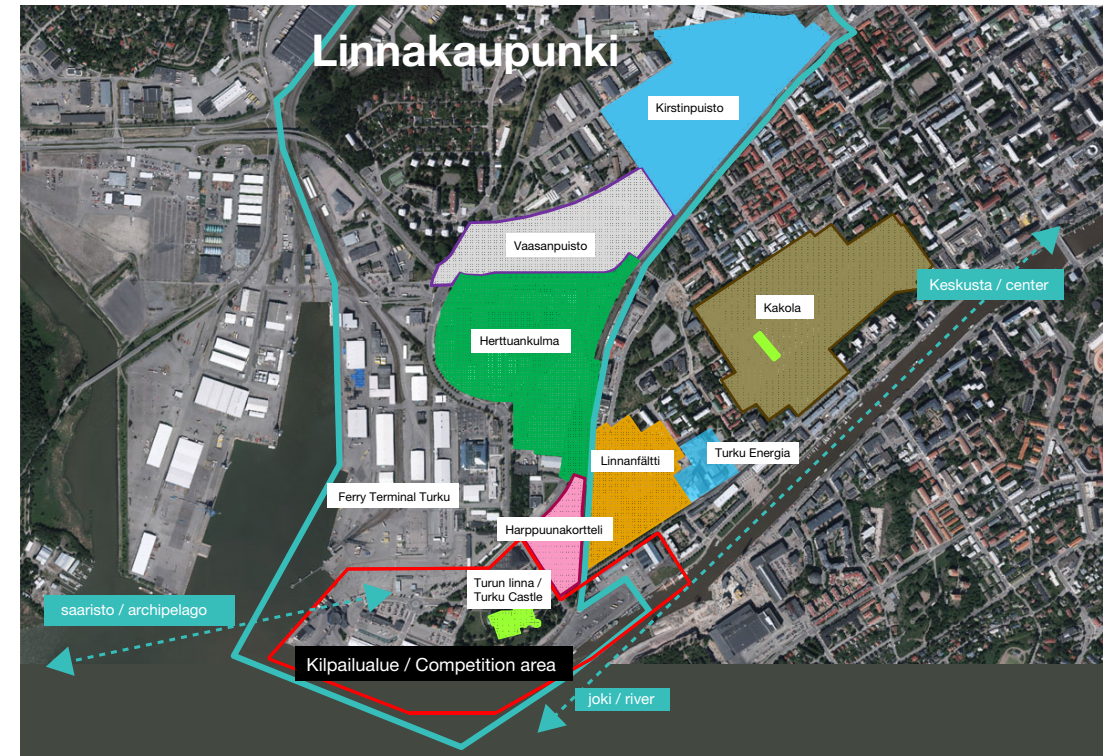 Linnakaupunki
Kirstinpuisto
Vaasanpuisto
Keskusta / center
Kakola
Herttuankulma
Turku Energia
Linnanfältti
Ferry Terminal Turku
Harppuunakortteli
Turun linna /
Turku Castle
saaristo / archipelago
Kilpailualue / Competition area
joki / river